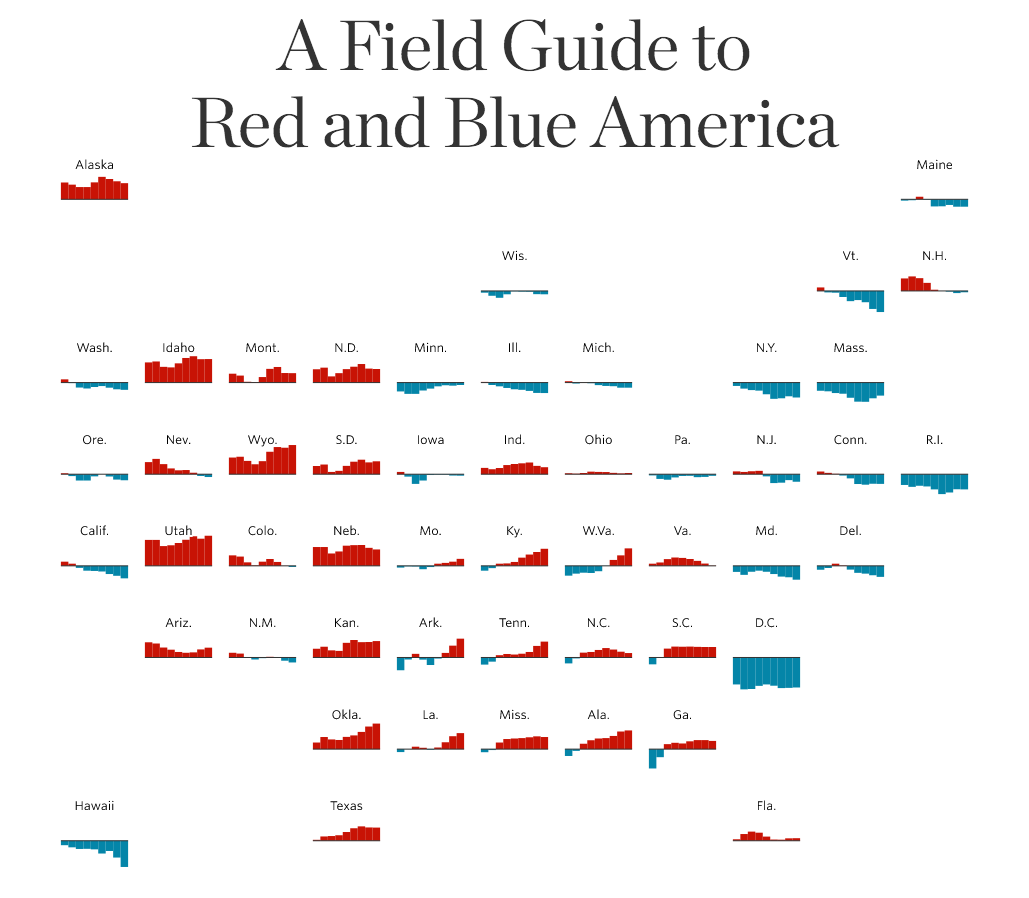 A Field Guide to
Red and Blue America
Alaska Maine
Wis. Vt. N.H.
Wash. Idaho Mont. N.D. Minn. Ill. Mich. N.Y. Mass.
Ore. Nev. Wyo. S.D. Iowa Ind. Ohio Pa. N.J. Conn. R.I.
Calif. Utah Colo. Neb. Mo. Ky. W.Va. Va. Md. Del.
Ariz. N.M. Kan. Ark. Tenn. N.C. S.C. D.C.
Okla. La. Miss. Ala. Ga.
Hawaii Texas Fla.